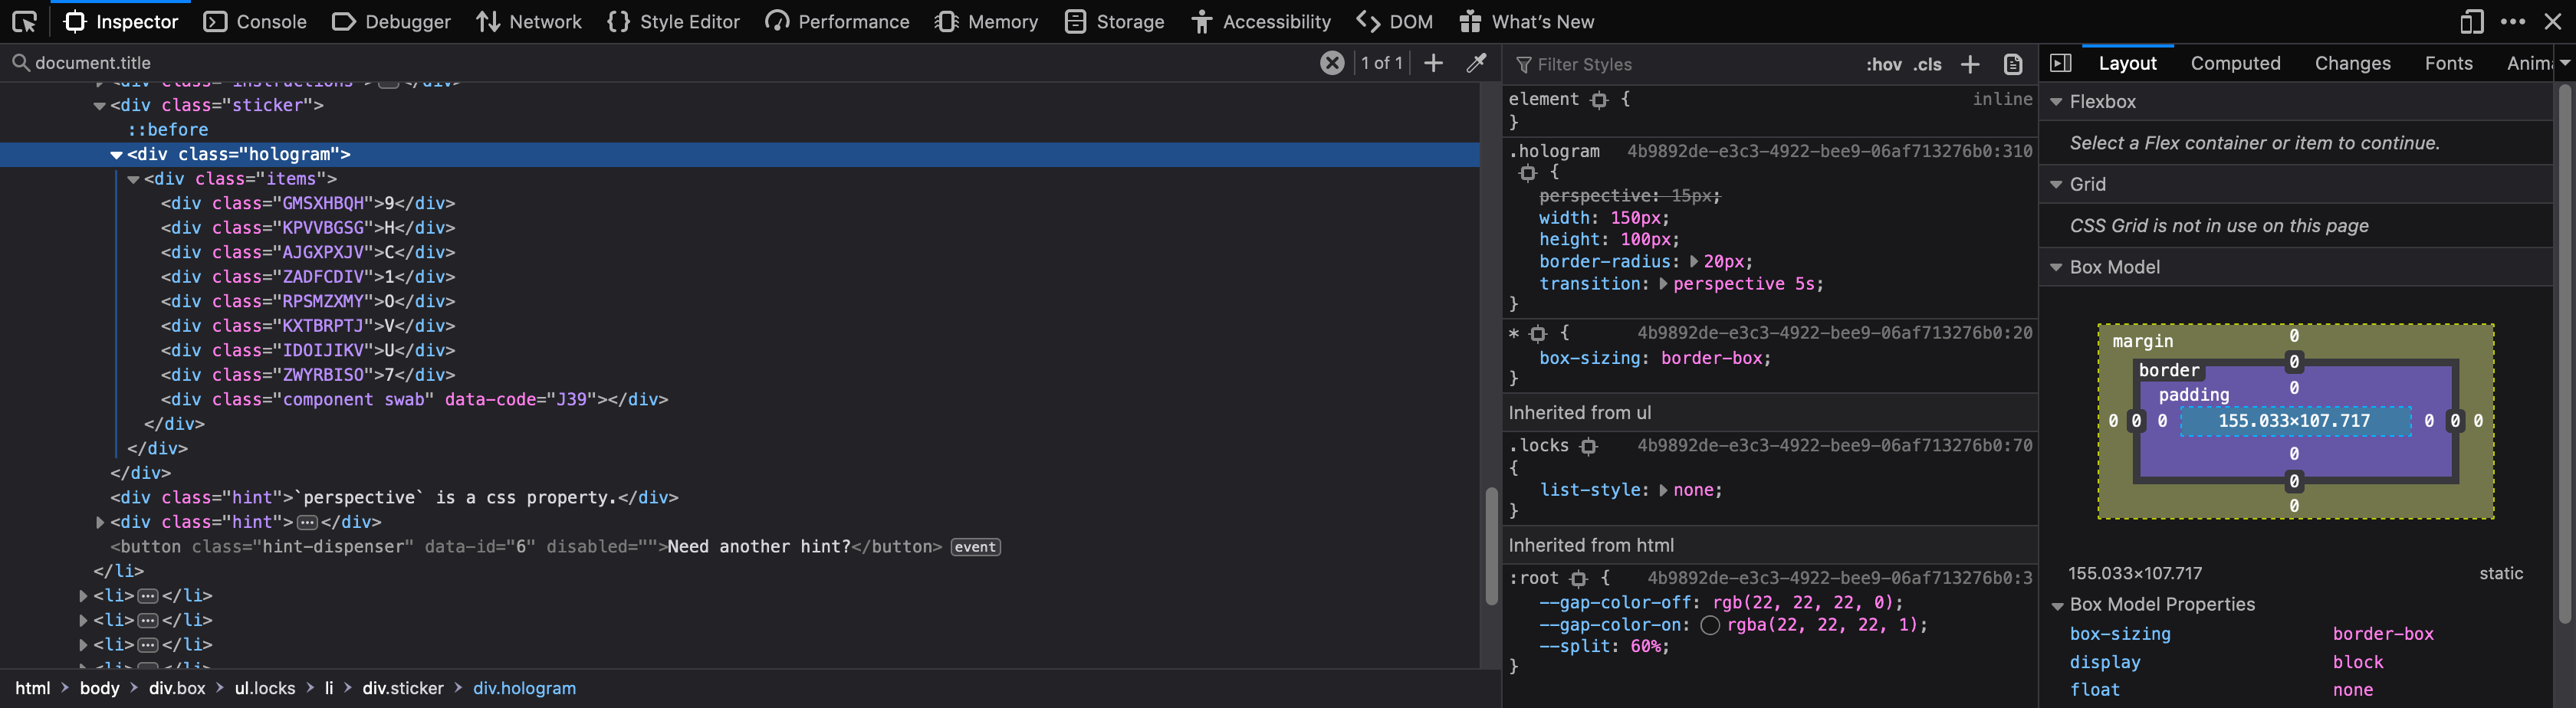 Inspector Console Debugger Network Style Editor Performance Memory Storage Accessibility DOM What's New
document.title 1 of 1
<div class="instructions"> </div>
<div class="sticker">
::before
<div class="hologram">
<div class="items">
<div class="GMSXHBQH">9</div>
<div class="KPVVBGSG">H</div>
<div class="AJGXPXJV">C</div>
<div class="ZADFCDIV">1</div>
<div class="RPSMZXMY">O</div>
<div class="KXTBRPTJ">V</div>
<div class="IDOIJIKV">U</div>
<div class="ZWYRBISO">7</div>
<div class="component swab" data-code="J39"></div>
</div>
</div>
</div>
<div class="hint">`perspective` is a css property.</div>
<div class="hint"> </div>
<button class="hint-dispenser" data-id="6" disabled="">Need another hint?</button> event
</li>
<li> </li>
<li> </li>
<li> </li>
<li> </li>
html body div.box ul.locks li div.sticker div.hologram
Filter Styles :hov .cls
element { inline
}
.hologram 4b9892de-e3c3-4922-bee9-06af713276b0:310
{
perspective: 15px;
width: 150px;
height: 100px;
border-radius: 20px;
transition: perspective 5s;
}
* { 4b9892de-e3c3-4922-bee9-06af713276b0:20
box-sizing: border-box;
}
Inherited from ul
.locks 4b9892de-e3c3-4922-bee9-06af713276b0:70
{
list-style: none;
}
Inherited from html
:root { 4b9892de-e3c3-4922-bee9-06af713276b0:3
--gap-color-off: rgb(22, 22, 22, 0);
--gap-color-on: rgba(22, 22, 22, 1);
--split: 60%;
}
Layout Computed Changes Fonts Anim
Flexbox
Select a Flex container or item to continue.
Grid
CSS Grid is not in use on this page
Box Model
margin 0
border 0
padding 0
0 0 0 155.033×107.717 0 0 0
0
0
0
155.033×107.717 static
Box Model Properties
box-sizing border-box
display block
float none